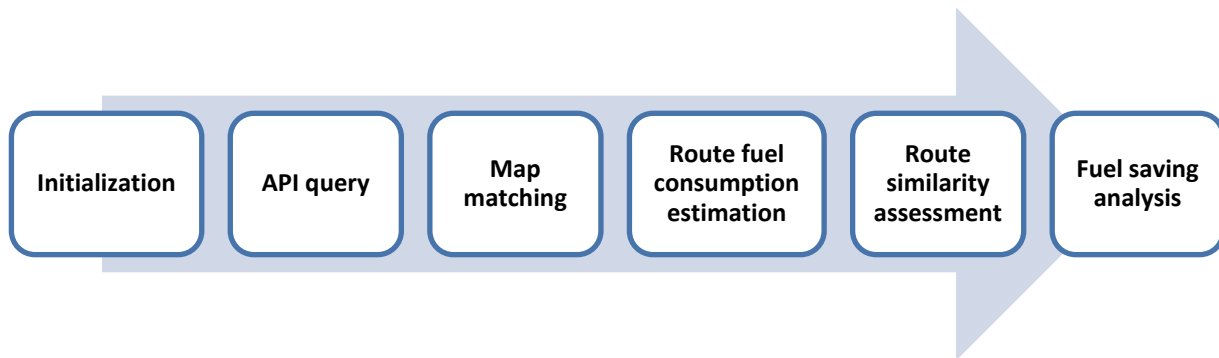 Initialization
API query
Map
matching
Route fuel
consumption
estimation
Route
similarity
assessment
Fuel saving
analysis